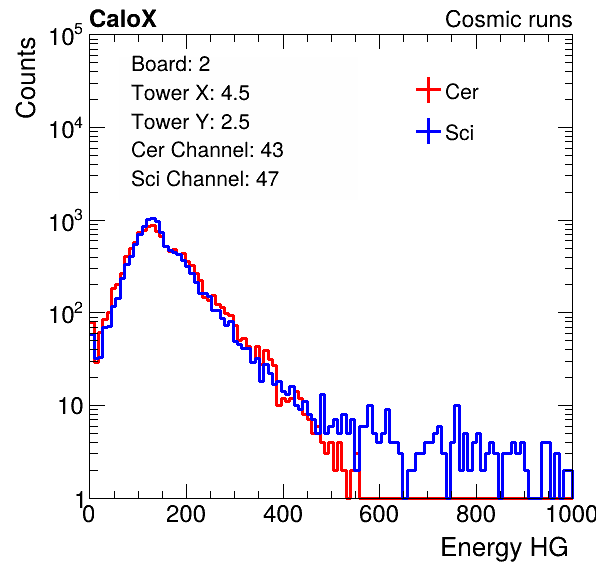 CaloX
Cosmic runs
Counts
10^5
10^4
10^3
10^2
10
1
Board: 2
Tower X: 4.5
Tower Y: 2.5
Cer Channel: 43
Sci Channel: 47
Cer
Sci
0
200
400
600
800
1000
Energy HG